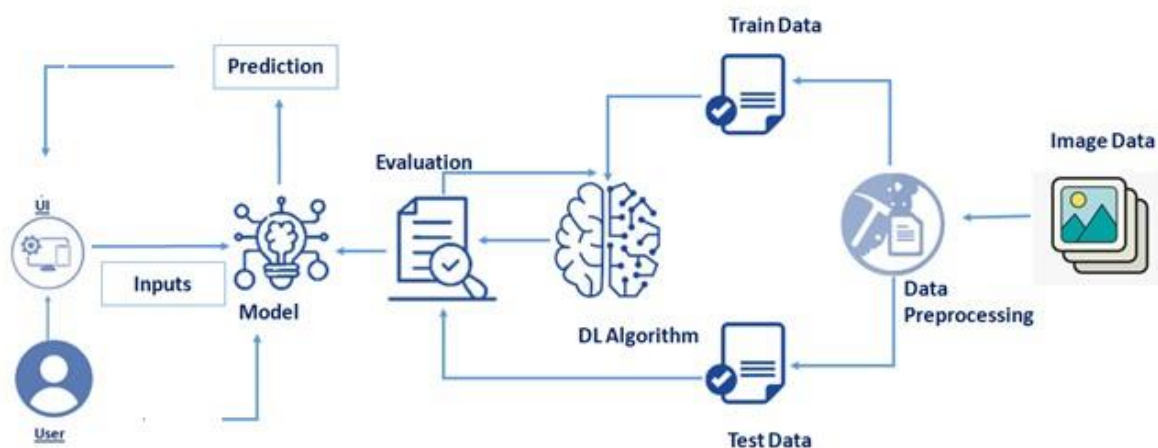 Train Data
Prediction
Image Data
Evaluation
UI
Inputs
Model
Data
Preprocessing
DL Algorithm
User
Test Data